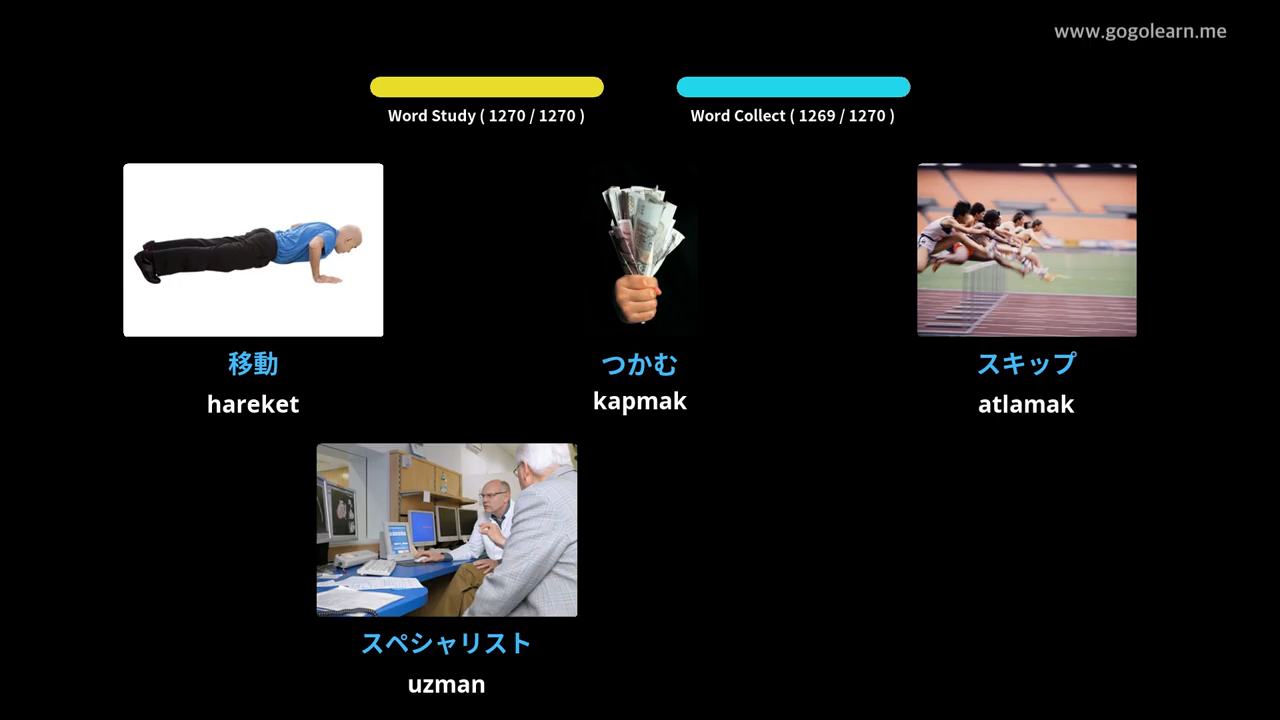 www.gogolearn.me
Word Study ( 1270 / 1270 )
Word Collect ( 1269 / 1270 )
移動
hareket
つかむ
kapmak
スキップ
atlamak
スペシャリスト
uzman